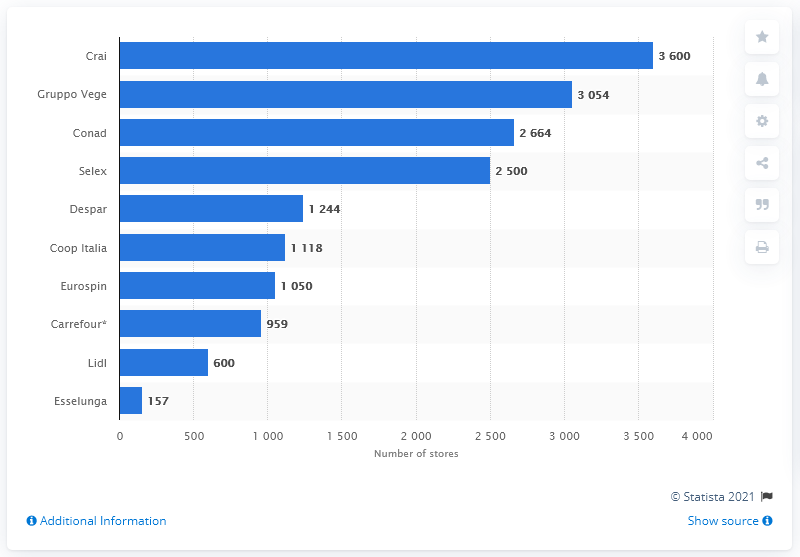 Crai 3 600
Gruppo Vege 3 054
Conad 2 664
Selex 2 500
Despar 1 244
Coop Italia 1 118
Eurospin 1 050
Carrefour* 959
Lidl 600
Esselunga 157
0 500 1 000 1 500 2 000 2 500 3 000 3 500 4 000
Number of stores
© Statista 2021
Additional Information Show source